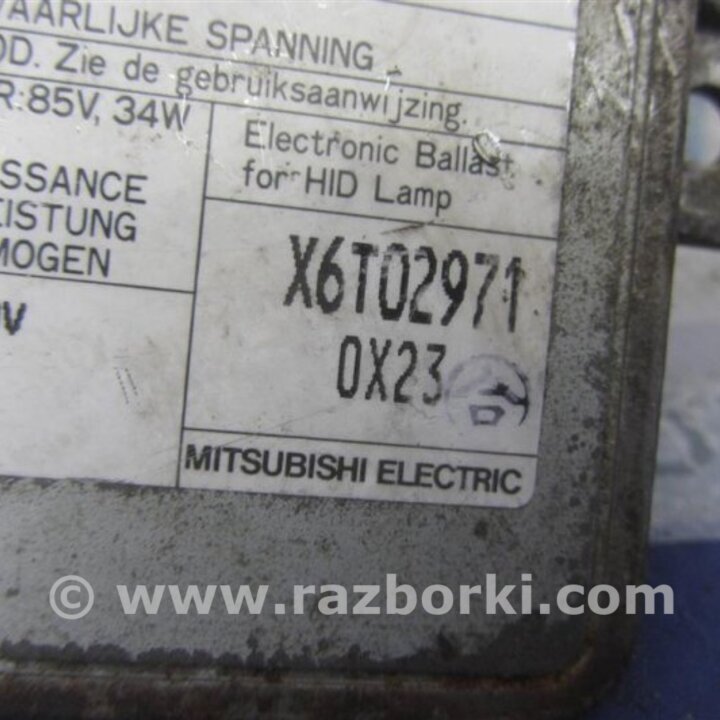 AARLIJKE SPANNING
OD. Zie de gebruiksaanwijzing.
R:85V, 34W
Electronic Ballast
for HID Lamp
SSANCE
EISTUNG
MOGEN
X6T02971
V
0X23
MITSUBISHI ELECTRIC
© www.razborki.com